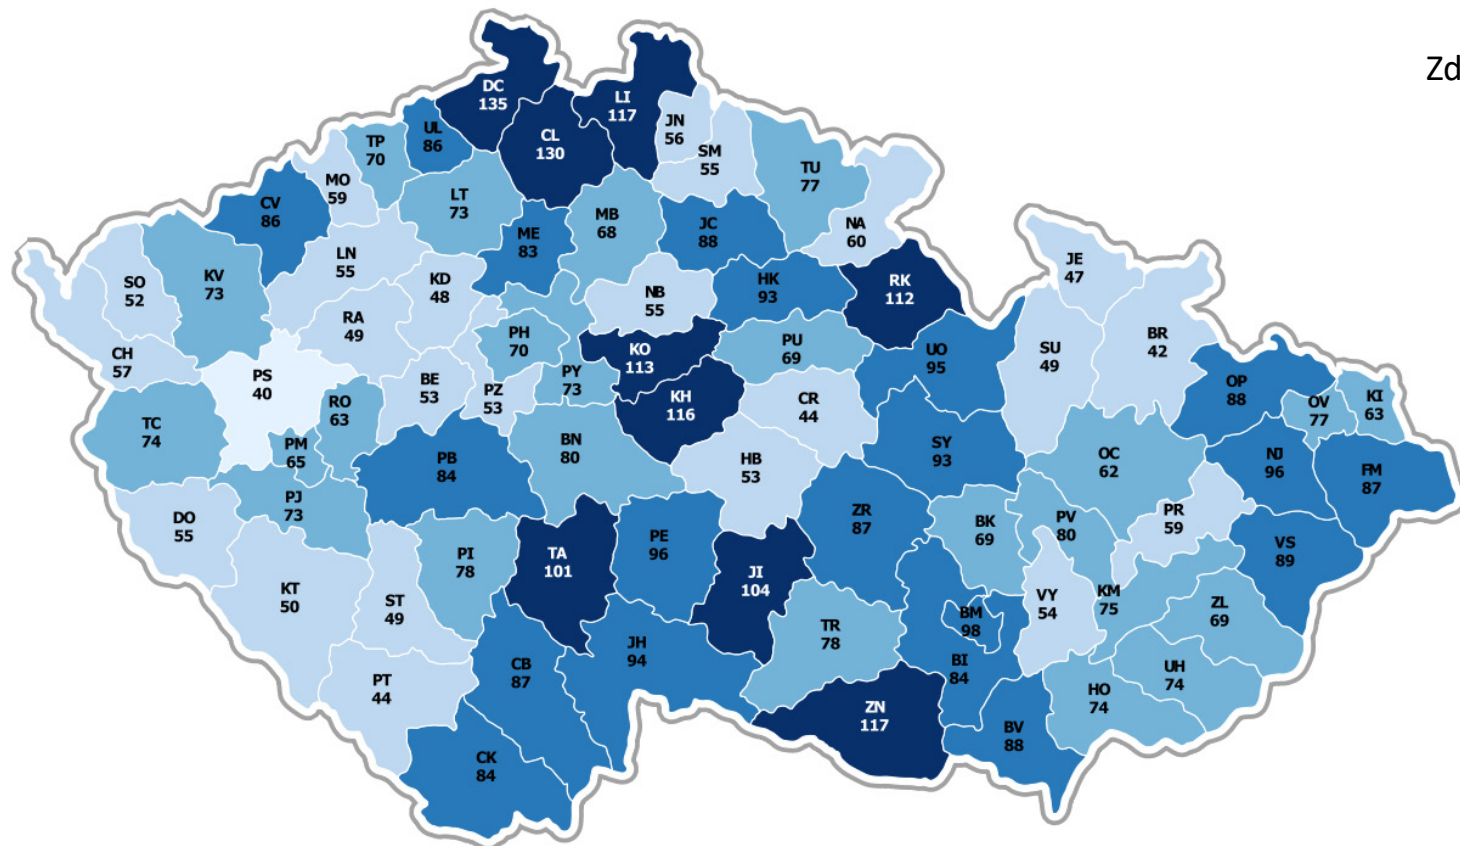 Zd
DC
135
LI
117
JN
56
CL
130
UL
86
TP
70
SM
55
TU
77
MO
59
LT
73
CV
86
MB
68
JC
88
NA
60
ME
83
LN
55
KV
73
SO
52
KD
48
NB
55
HK
93
RK
112
JE
47
RA
49
PH
70
KO
113
PU
69
UO
95
SU
49
BR
42
CH
57
PS
40
BE
53
PZ
53
PY
73
KH
116
CR
44
OP
88
OV
77
KI
63
TC
74
RO
63
PM
65
PB
84
BN
80
HB
53
SY
93
OC
62
NJ
96
FM
87
PJ
73
DO
55
PI
78
TA
101
PE
96
ZR
87
BK
69
PV
80
PR
59
VS
89
KT
50
ST
49
JI
104
VY
54
KM
75
ZL
69
BM
98
TR
78
JH
94
CB
87
BI
84
UH
74
HO
74
PT
44
ZN
117
BV
88
CK
84